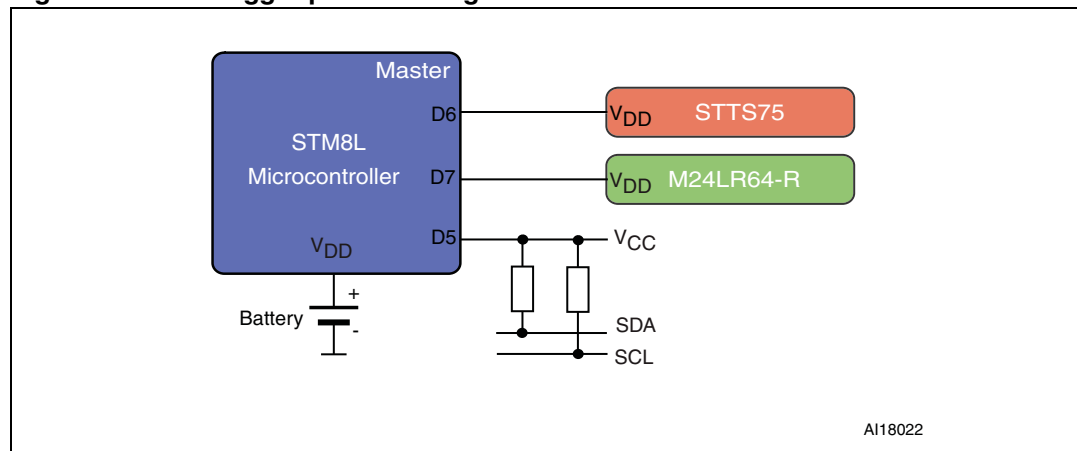 Master
D6
STM8L
Microcontroller
D7
D5
VDD
VDD STTS75
VDD M24LR64-R
VCC
Battery
+
-
SDA
SCL
AI18022